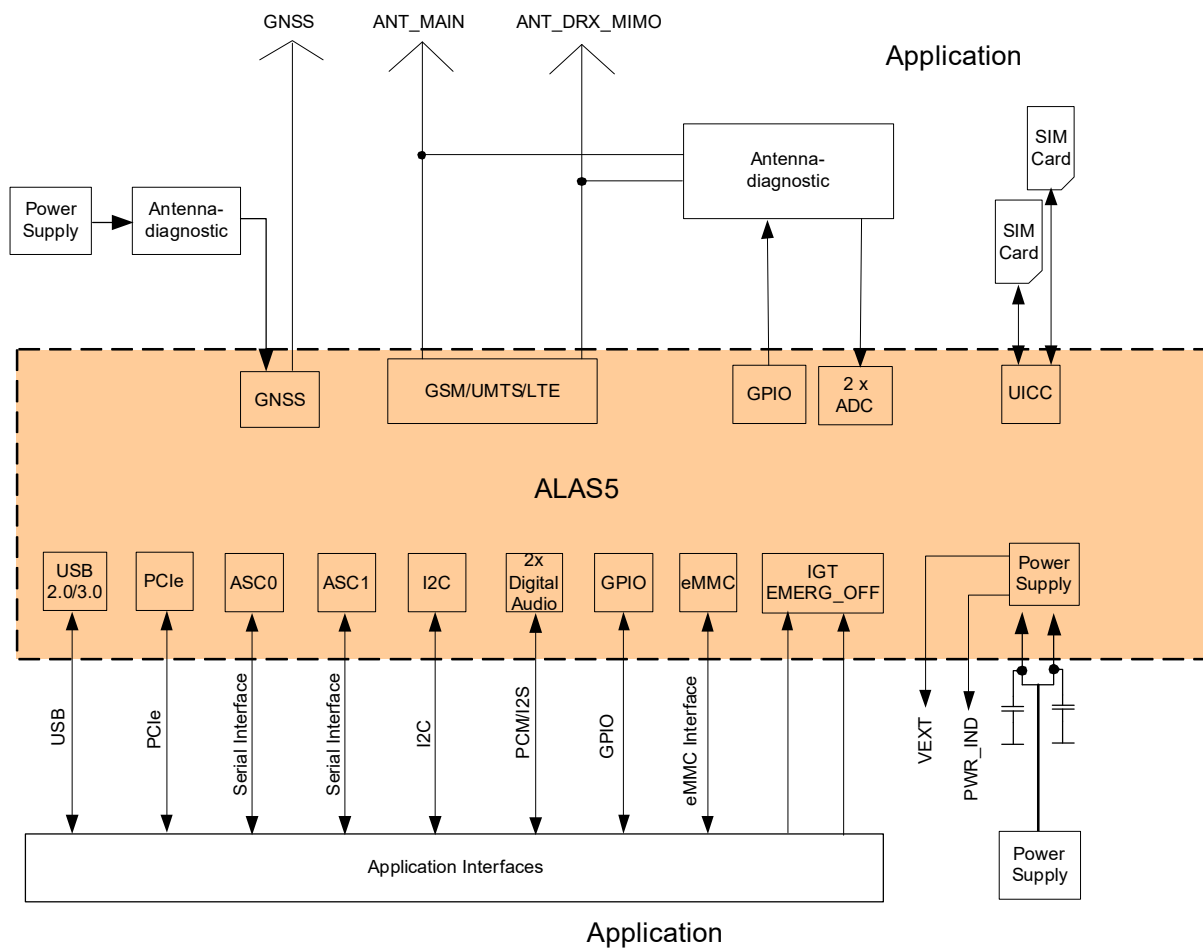 GNSS
ANT_MAIN
ANT_DRX_MIMO
Application
SIM
Card
Antenna-
diagnostic
Power
Supply
Antenna-
diagnostic
SIM
Card
GNSS
GSM/UMTS/LTE
GPIO
2 x
ADC
UICC
ALAS5
USB
2.0/3.0
PCIe
ASC0
ASC1
I2C
2x
Digital
Audio
GPIO
eMMC
IGT
EMERG_OFF
Power
Supply
USB
PCIe
Serial Interface
Serial Interface
I2C
PCM/I2S
GPIO
eMMC Interface
VEXT
PWR_IND
Application Interfaces
Power
Supply
Application